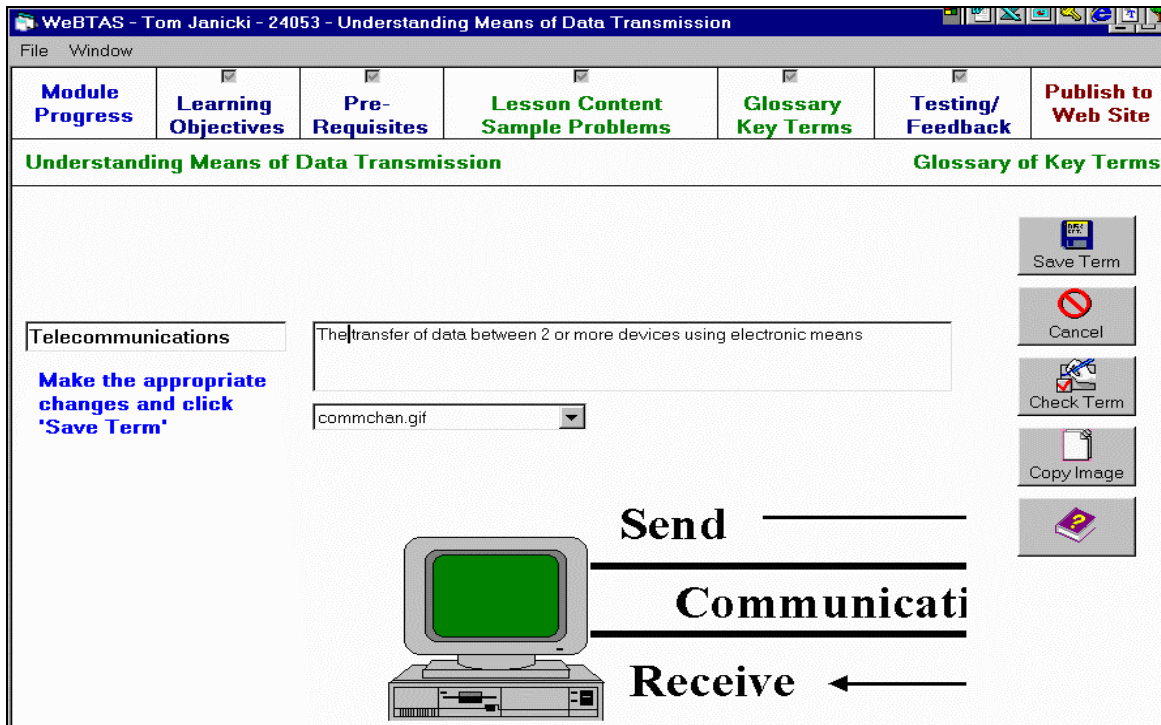 WeBTAS - Tom Janicki - 24053 - Understanding Means of Data Transmission
File Window
Module Progress
Learning Objectives
Pre-Requisites
Lesson Content Sample Problems
Glossary Key Terms
Testing/ Feedback
Publish to Web Site
Understanding Means of Data Transmission Glossary of Key Terms
Save Term
Cancel
Telecommunications
The transfer of data between 2 or more devices using electronic means
Make the appropriate
changes and click
'Save Term'
commchan.gif
Check Term
Copy Image
Send
Communicati
Receive